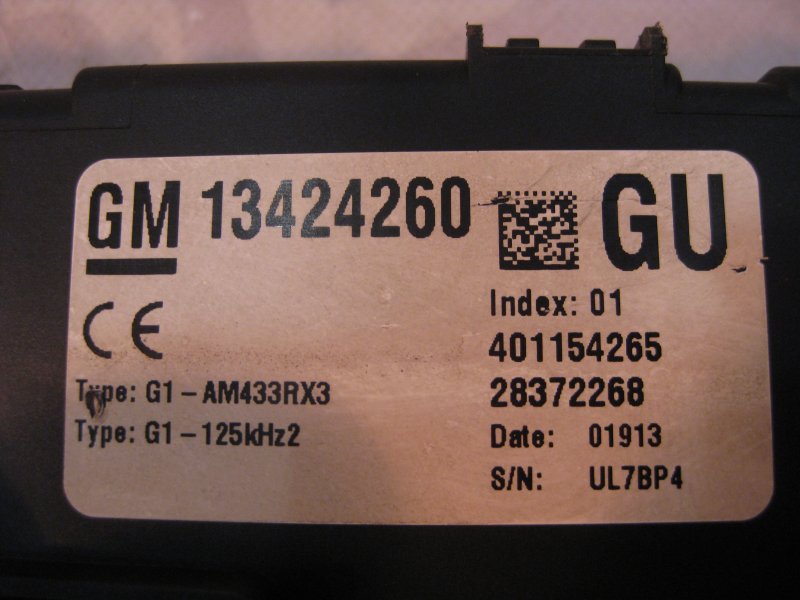 GM 13424260 GU
CE
Index: 01
401154265
Type: G1-AM433RX3
28372268
Type: G1-125kHz2
Date: 01913
S/N: UL7BP4